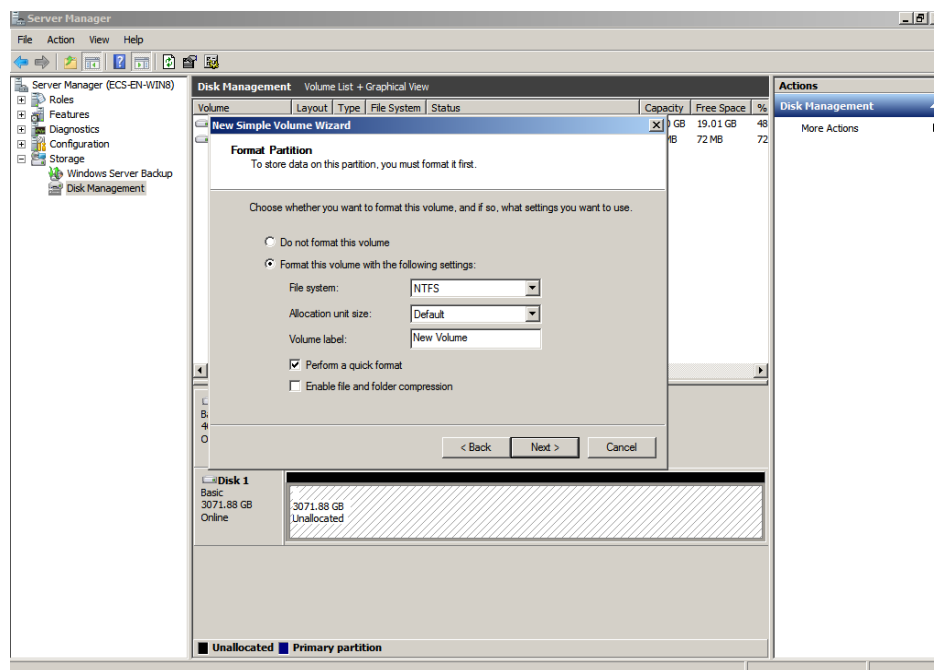 Server Manager
File Action View Help
Server Manager (ECS-EN-WIN8)
Roles
Features
Diagnostics
Configuration
Storage
Windows Server Backup
Disk Management
Disk Management Volume List + Graphical View
Volume Layout Type File System Status Capacity Free Space %
GB 19.01 GB 48
MB 72 MB 72
New Simple Volume Wizard
Format Partition
To store data on this partition, you must format it first.
Choose whether you want to format this volume, and if so, what settings you want to use.
Do not format this volume
Format this volume with the following settings:
File system: NTFS
Allocation unit size: Default
Volume label: New Volume
Perform a quick format
Enable file and folder compression
< Back Next > Cancel
Disk 1
Basic
3071.88 GB
Online
3071.88 GB
Unallocated
Unallocated Primary partition
Actions
Disk Management
More Actions